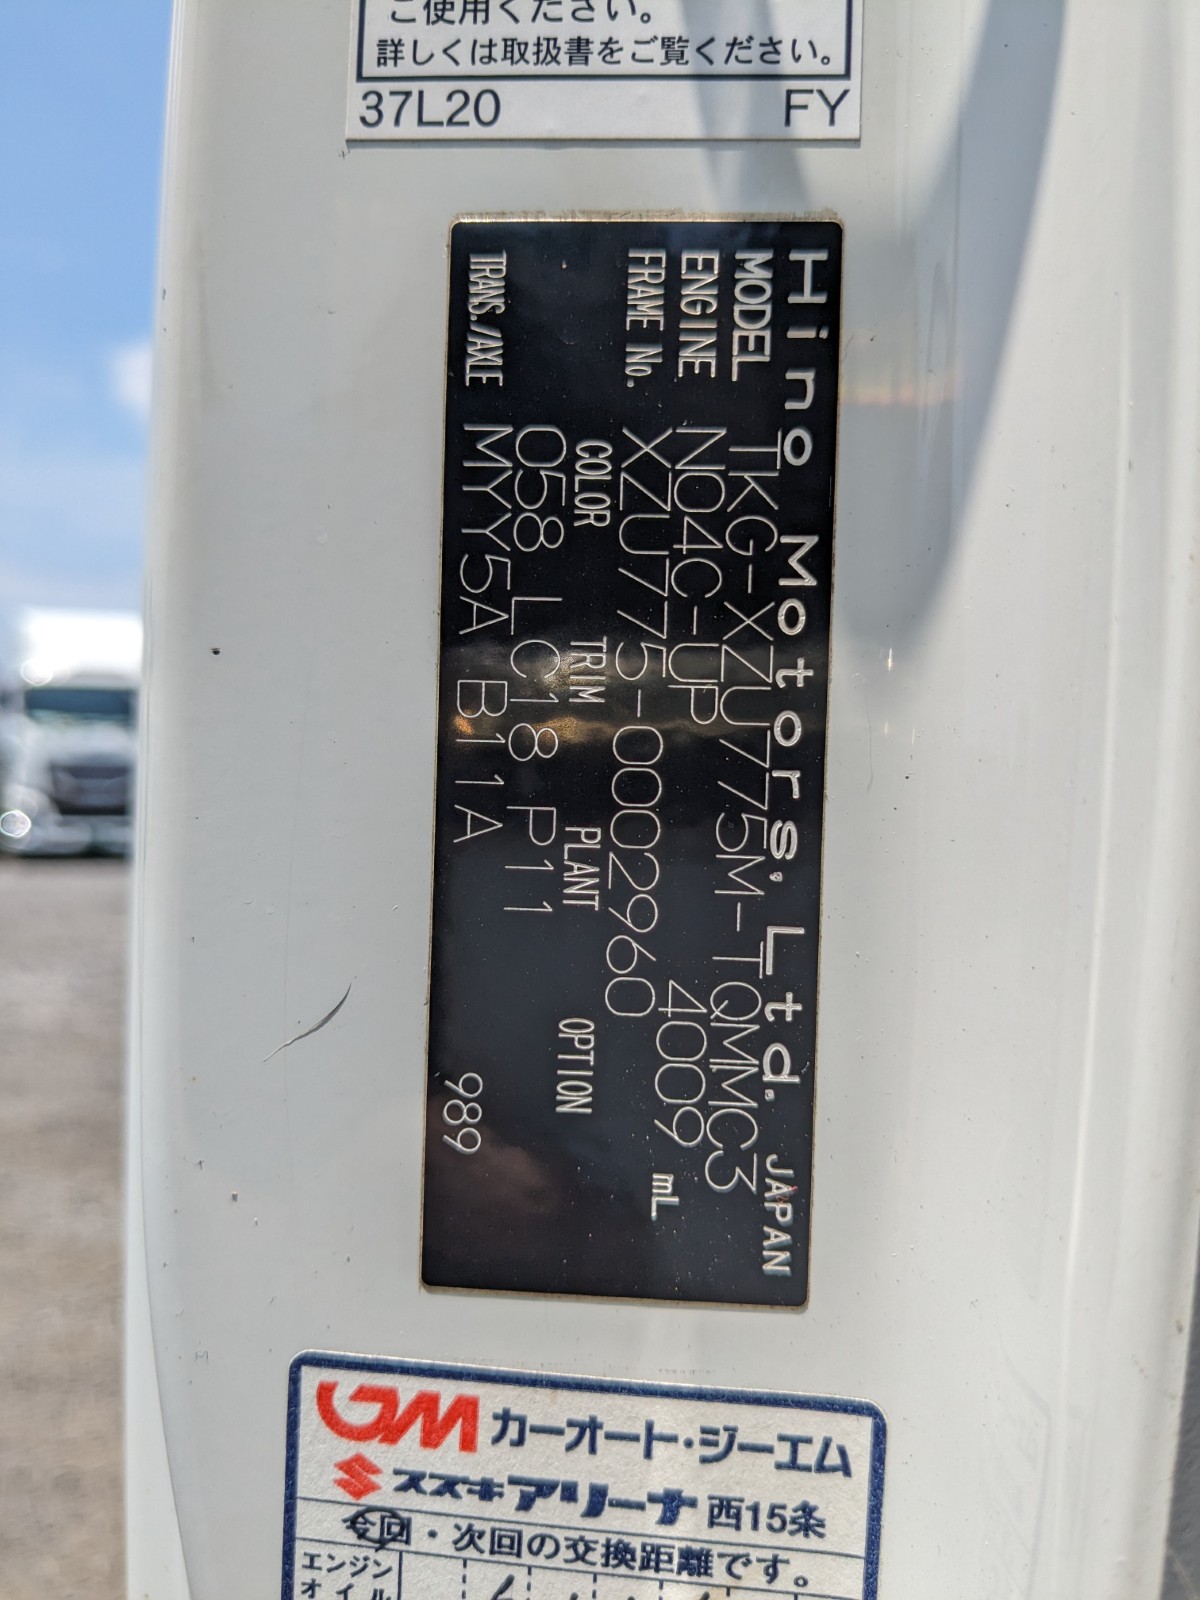 ご使用ください。
詳しくは取扱書をご覧ください。
37L20 FY
Hino Motors, Ltd. JAPAN
MODEL TKG-XZU775M-TQMMC3
ENGINE N04C-UP 4009 mL
FRAME No. XZU775-0002960
COLOR TRIM PLANT OPTION
058 LC18 P11
TRANS./AXLE MYY5A B11A 989
GM カーオート・ジーエム
スズキアリーナ 西15条
今回・次回の交換距離です。
エンジン
オイル